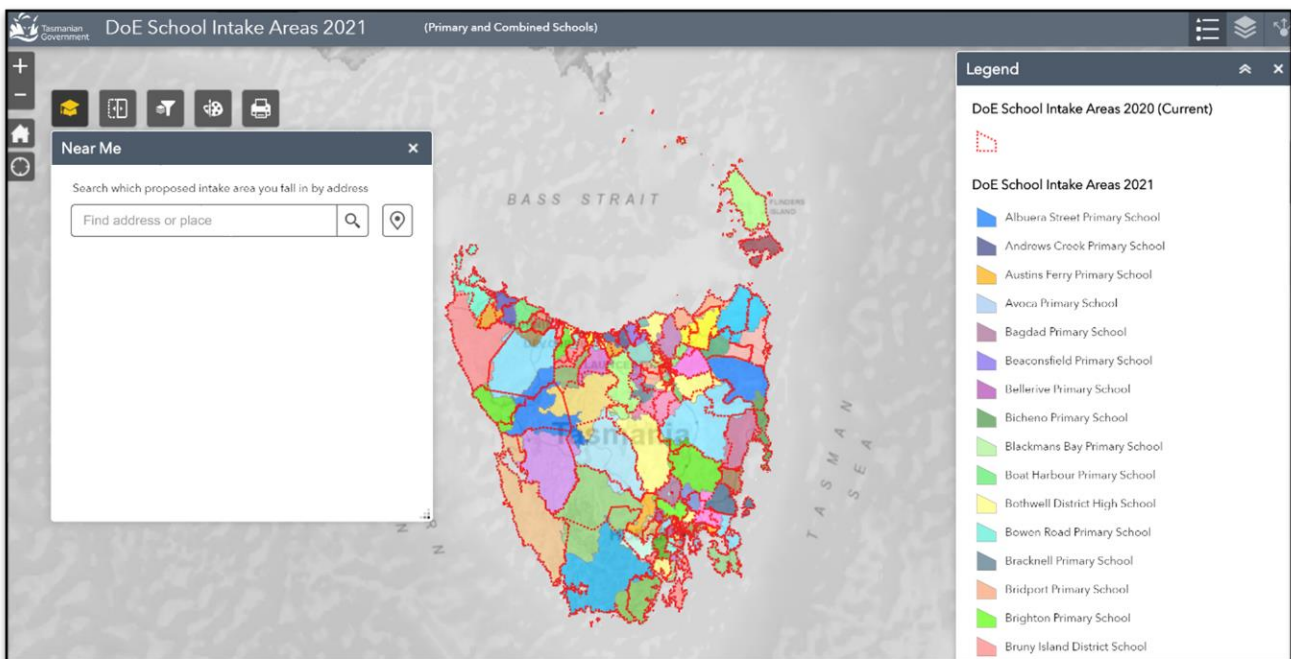 Tasmanian
Government
DoE School Intake Areas 2021
(Primary and Combined Schools)
Near Me
Search which proposed intake area you fall in by address
Find address or place
BASS STRAIT
FLINDERS
ISLAND
Tasmania
TASMAN
SEA
Legend
DoE School Intake Areas 2020 (Current)
DoE School Intake Areas 2021
Albuera Street Primary School
Andrews Creek Primary School
Austins Ferry Primary School
Avoca Primary School
Bagdad Primary School
Beaconsfield Primary School
Bellerive Primary School
Bicheno Primary School
Blackmans Bay Primary School
Boat Harbour Primary School
Bothwell District High School
Bowen Road Primary School
Bracknell Primary School
Bridport Primary School
Brighton Primary School
Bruny Island District School